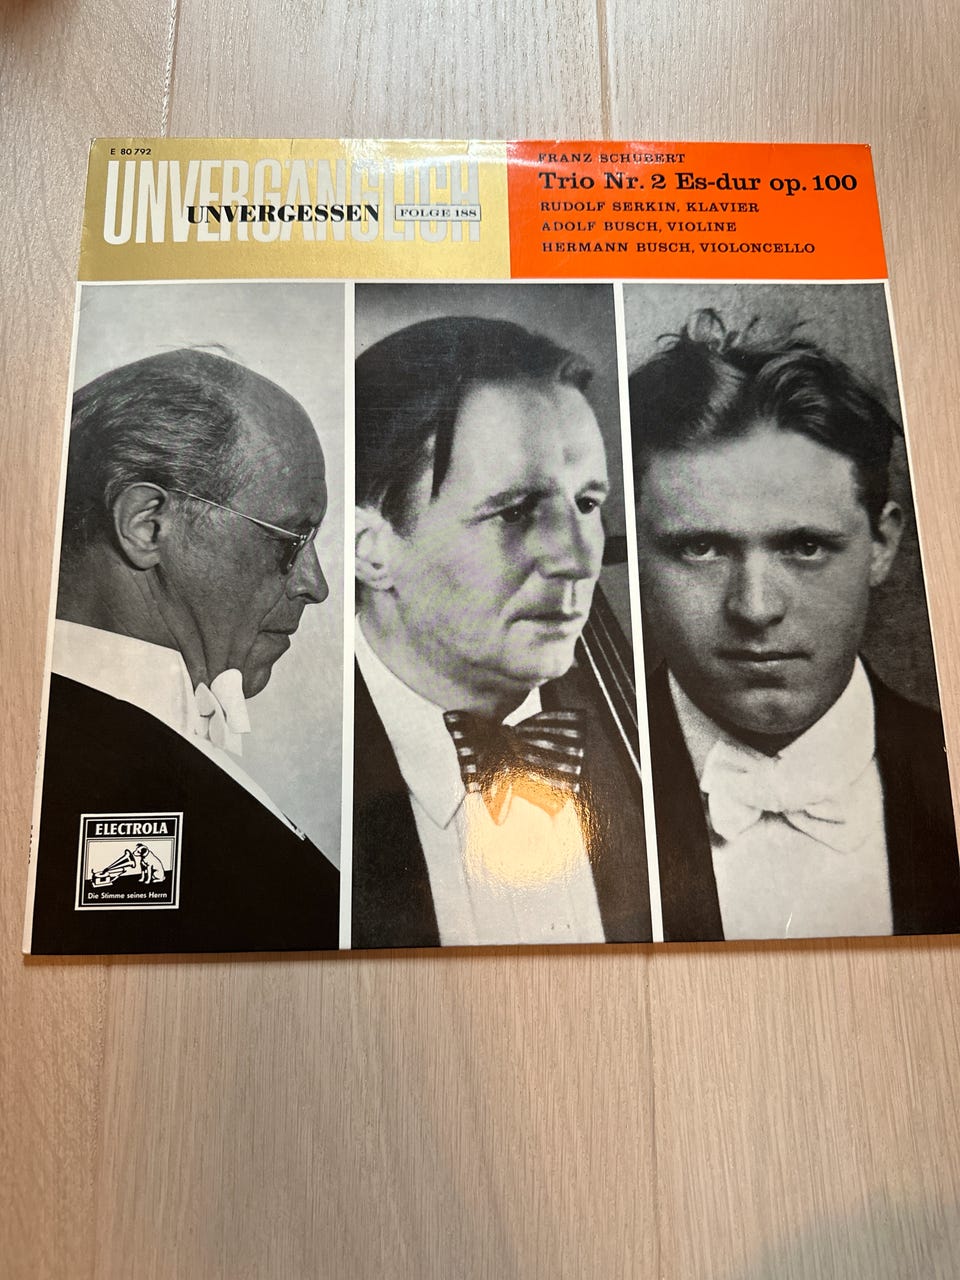 E 80 792
UNVERGÄNGLICH
UNVERGESSEN FOLGE 188
FRANZ SCHUBERT
Trio Nr. 2 Es-dur op. 100
RUDOLF SERKIN, KLAVIER
ADOLF BUSCH, VIOLINE
HERMANN BUSCH, VIOLONCELLO
ELECTROLA
Die Stimme seines Herrn